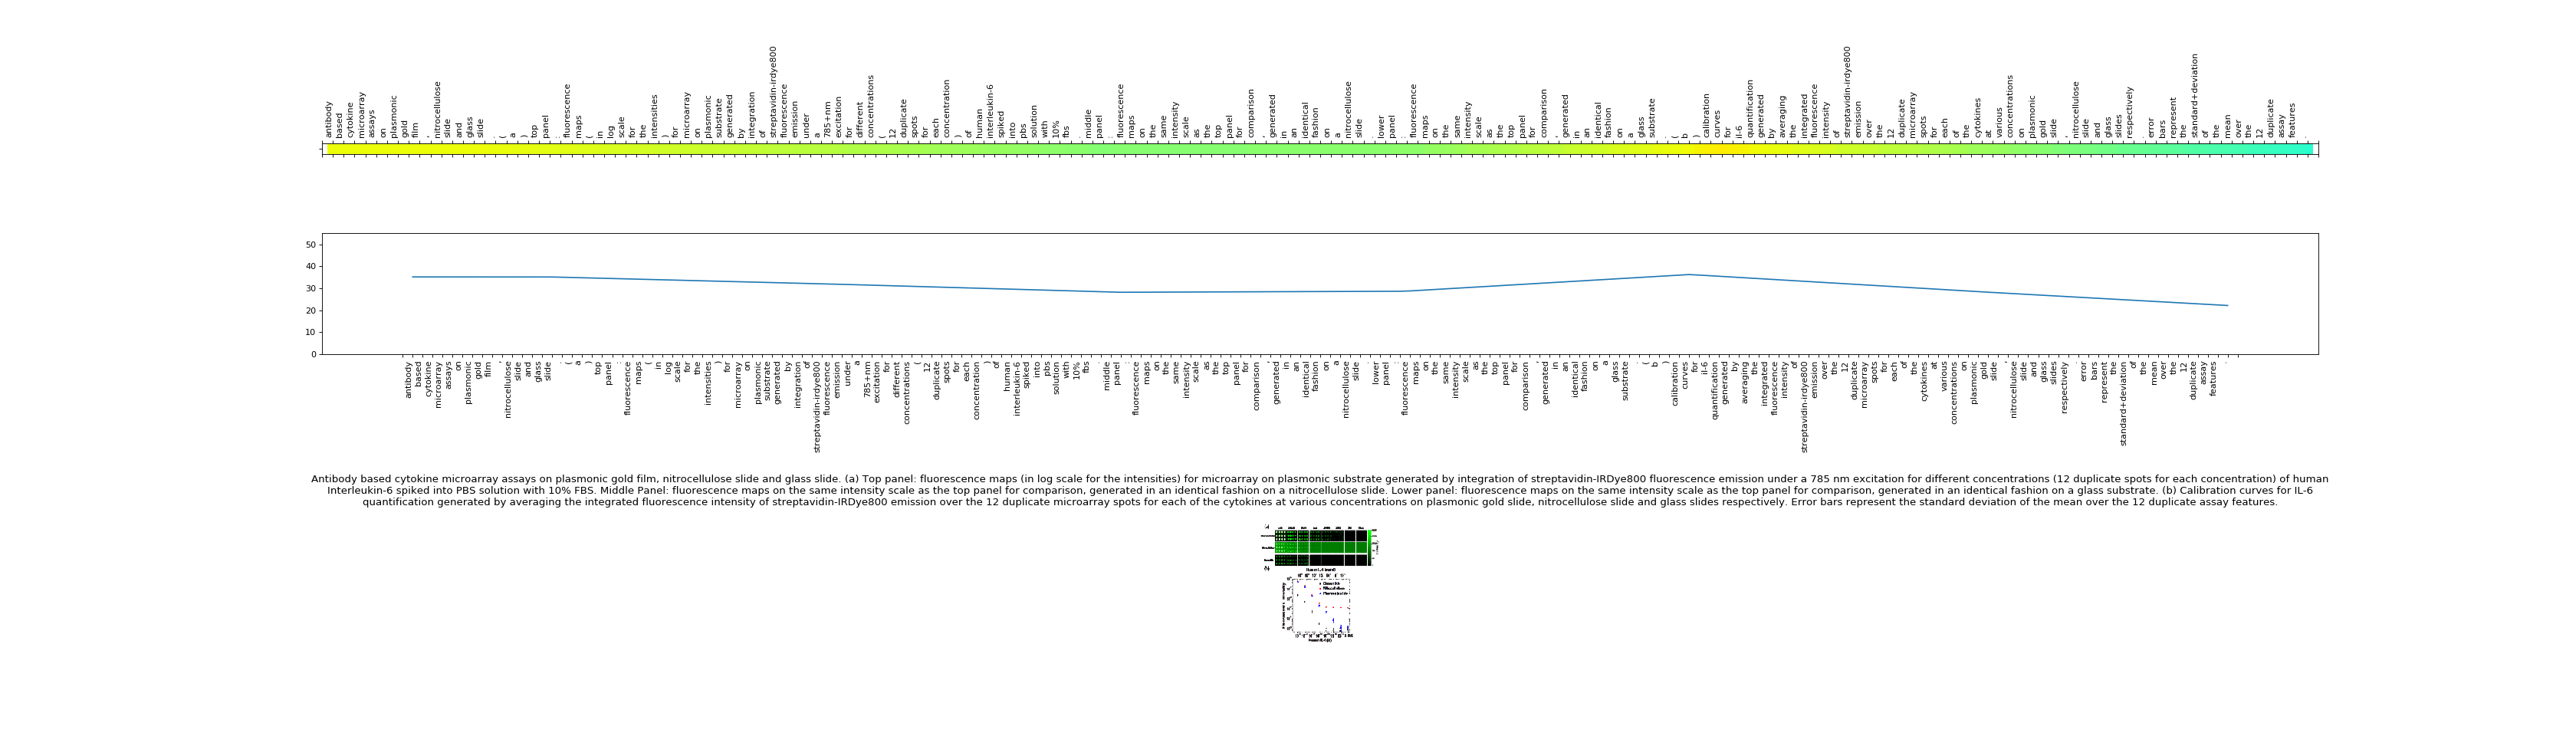 antibody based cytokine microarray assays on plasmonic gold film , nitrocellulose slide and glass slide . ( a ) top panel : fluorescence maps ( in log scale for the intensities ) for microarray on plasmonic substrate generated by integration of streptavidin-irdye800 fluorescence emission under a 785+nm excitation for different concentrations ( 12 duplicate spots for each concentration ) of human interleukin-6 spiked into pbs solution with 10% fbs . middle panel : fluorescence maps on the same intensity scale as the top panel for comparison , generated in an identical fashion on a nitrocellulose slide . lower panel : fluorescence maps on the same intensity scale as the top panel for comparison , generated in an identical fashion on a glass substrate . ( b ) calibration curves for il-6 quantification generated by averaging the integrated fluorescence intensity of streptavidin-irdye800 emission over the 12 duplicate microarray spots for each of the cytokines at various concentrations on plasmonic gold slide , nitrocellulose slide and glass slides respectively . error bars represent the standard+deviation of the mean over the 12 duplicate assay features .
50
40
30
20
10
0
antibody based cytokine microarray assays on plasmonic gold film , nitrocellulose slide and glass slide . ( a ) top panel : fluorescence maps ( in log scale for the intensities ) for microarray on plasmonic substrate generated by integration of streptavidin-irdye800 fluorescence emission under a 785+nm excitation for different concentrations ( 12 duplicate spots for each concentration ) of human interleukin-6 spiked into pbs solution with 10% fbs . middle panel : fluorescence maps on the same intensity scale as the top panel for comparison , generated in an identical fashion on a nitrocellulose slide . lower panel : fluorescence maps on the same intensity scale as the top panel for comparison , generated in an identical fashion on a glass substrate . ( b ) calibration curves for il-6 quantification generated by averaging the integrated fluorescence intensity of streptavidin-irdye800 emission over the 12 duplicate microarray spots for each of the cytokines at various concentrations on plasmonic gold slide , nitrocellulose slide and glass slides respectively . error bars represent the standard+deviation of the mean over the 12 duplicate assay features .
Antibody based cytokine microarray assays on plasmonic gold film, nitrocellulose slide and glass slide. (a) Top panel: fluorescence maps (in log scale for the intensities) for microarray on plasmonic substrate generated by integration of streptavidin-IRDye800 fluorescence emission under a 785 nm excitation for different concentrations (12 duplicate spots for each concentration) of human
Interleukin-6 spiked into PBS solution with 10% FBS. Middle Panel: fluorescence maps on the same intensity scale as the top panel for comparison, generated in an identical fashion on a nitrocellulose slide. Lower panel: fluorescence maps on the same intensity scale as the top panel for comparison, generated in an identical fashion on a glass substrate. (b) Calibration curves for IL-6
quantification generated by averaging the integrated fluorescence intensity of streptavidin-IRDye800 emission over the 12 duplicate microarray spots for each of the cytokines at various concentrations on plasmonic gold slide, nitrocellulose slide and glass slides respectively. Error bars represent the standard deviation of the mean over the 12 duplicate assay features.